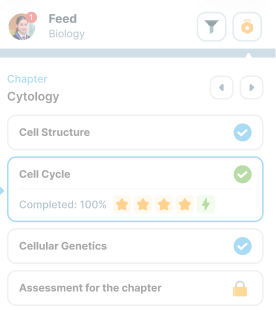 1
Feed
Biology
Chapter
Cytology
Cell Structure
Cell Cycle
Completed: 100%
Cellular Genetics
Assessment for the chapter